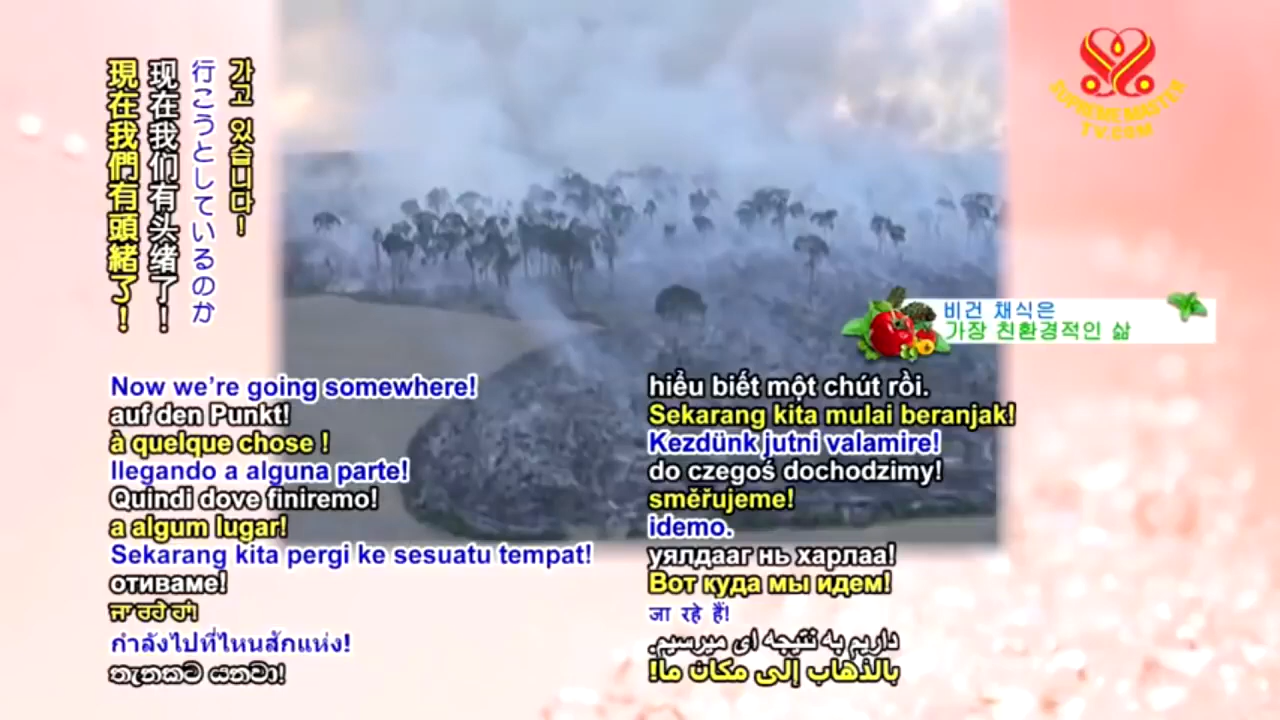 가고 있습니다!
行こうとしているのか
现在我们有头绪了!
現在我們有頭緒了!
SUPREME MASTER
TV.COM
비건 채식은
가장 친환경적인 삶
Now we're going somewhere!
auf den Punkt!
à quelque chose !
llegando a alguna parte!
Quindi dove finiremo!
a algum lugar!
Sekarang kita pergi ke sesuatu tempat!
отиваме!
ਜਾ ਰਹੇ ਹਾਂ!
กำลังไปที่ไหนสักแห่ง!
තැනකට යනවා!
hiểu biết một chút rồi.
Sekarang kita mulai beranjak!
Kezdünk jutni valamire!
do czegoś dochodzimy!
směřujeme!
idemo.
уялдааг нь харлаа!
Вот куда мы идем!
जा रहे हैं!
داریم به نتیجه ای میرسیم.
بالذهاب إلى مكان ما!